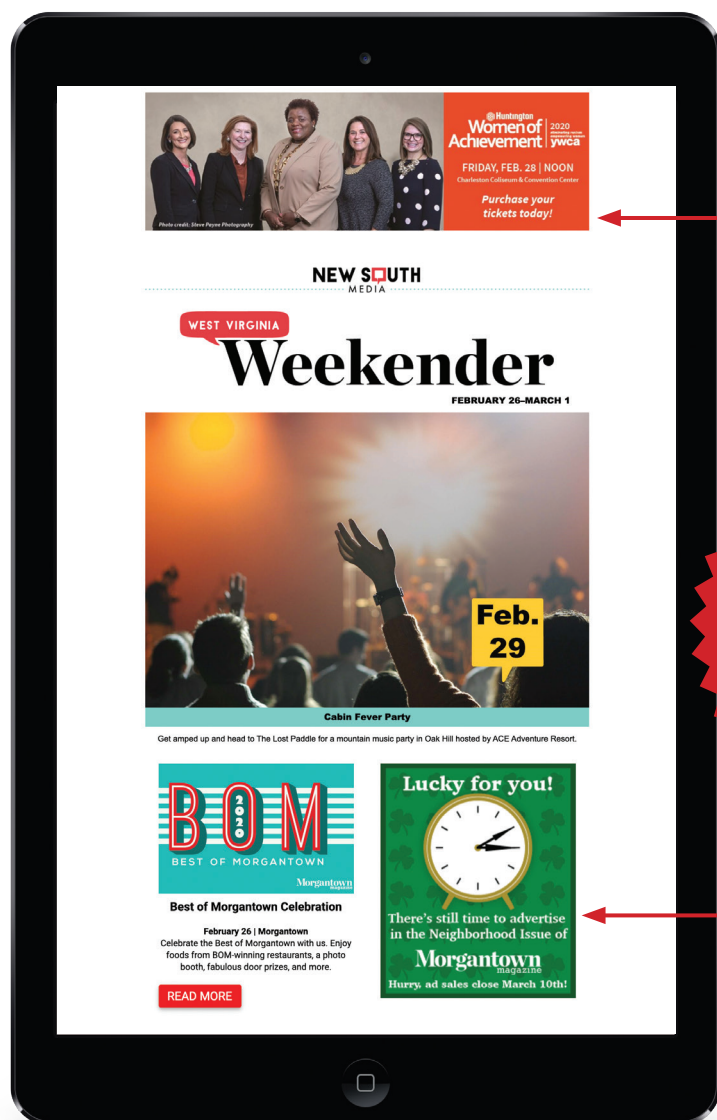 Huntington
Women of
Achievement
2020
ywca
FRIDAY, FEB. 28 | NOON
Charleston Coliseum & Convention Center
Purchase your
tickets today!
Photo credit: Steve Payne Photography
NEW SOUTH
MEDIA
WEST VIRGINIA
Weekender
FEBRUARY 26–MARCH 1
Feb.
29
Cabin Fever Party
Get amped up and head to The Lost Paddle for a mountain music party in Oak Hill hosted by ACE Adventure Resort.
BOM
2020
BEST OF MORGANTOWN
Morgantown
magazine
Best of Morgantown Celebration
February 26 | Morgantown
Celebrate the Best of Morgantown with us. Enjoy
foods from BOM-winning restaurants, a photo
booth, fabulous door prizes, and more.
READ MORE
Lucky for you!
There's still time to advertise
in the Neighborhood Issue of
Morgantown
magazine
Hurry, ad sales close March 10th!